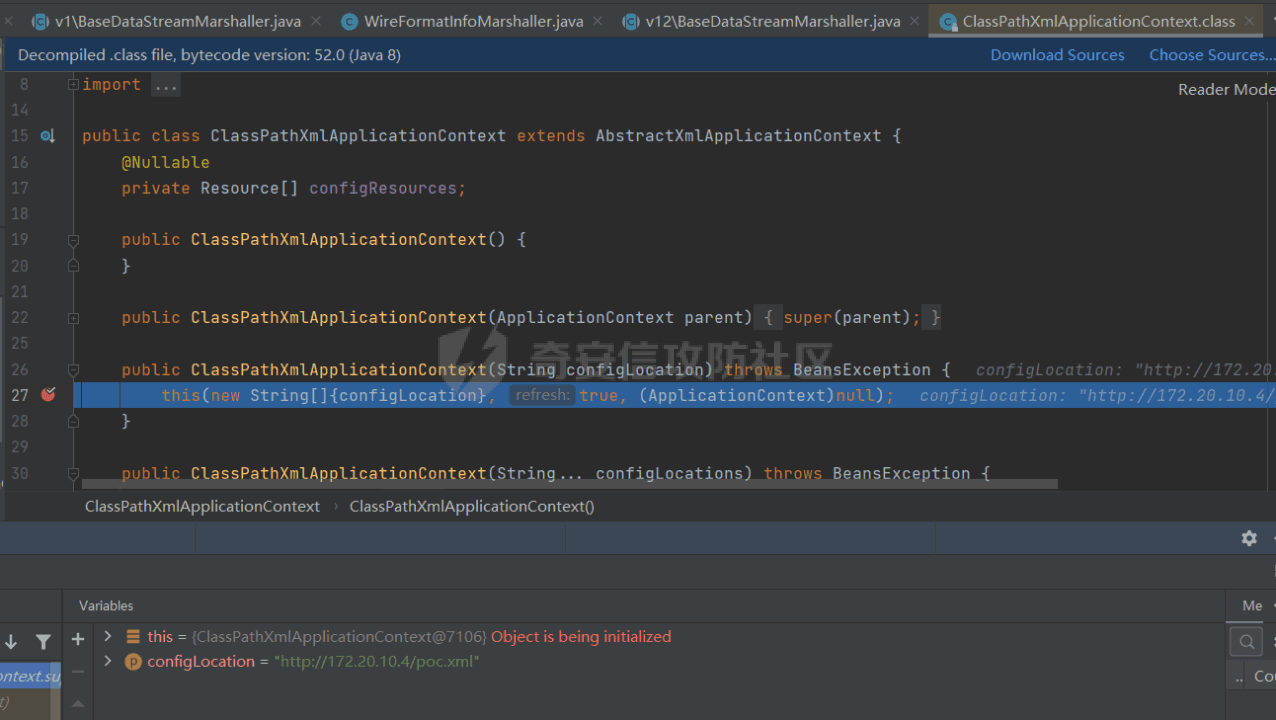 v1\BaseDataStreamMarshaller.java
WireFormatInfoMarshaller.java
v12\BaseDataStreamMarshaller.java
ClassPathXmlApplicationContext.class
Decompiled .class file, bytecode version: 52.0 (Java 8) Download Sources Choose Sources...
8 import ...
Reader Mode
14
15 public class ClassPathXmlApplicationContext extends AbstractXmlApplicationContext {
16 @Nullable
17 private Resource[] configResources;
18
19 public ClassPathXmlApplicationContext() {
20 }
21
22 public ClassPathXmlApplicationContext(ApplicationContext parent) { super(parent); }
25
奇安信攻防社区
26 public ClassPathXmlApplicationContext(String configLocation) throws BeansException { configLocation: "http://172.20.
27 this(new String[]{configLocation}, refresh: true, (ApplicationContext)null); configLocation: "http://172.20.10.4/
28 }
29
30 public ClassPathXmlApplicationContext(String... configLocations) throws BeansException {
ClassPathXmlApplicationContext › ClassPathXmlApplicationContext()
Variables
Me
this = {ClassPathXmlApplicationContext@7106} Object is being initialized
configLocation = "http://172.20.10.4/poc.xml"
ontext.su
t)
.. Cou